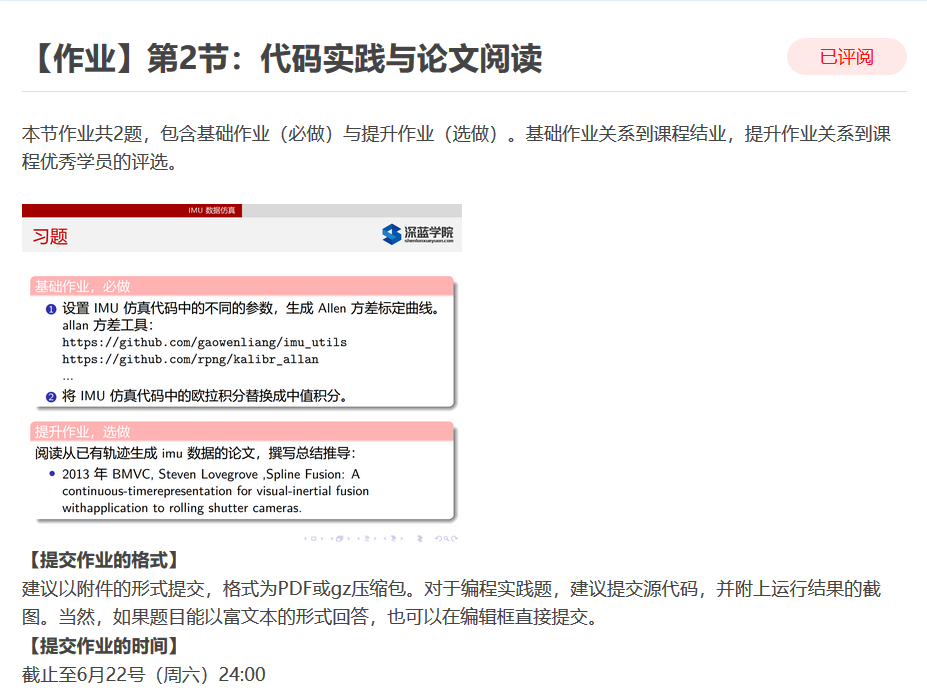 【作业】第2节：代码实践与论文阅读
已评阅
本节作业共2题，包含基础作业（必做）与提升作业（选做）。基础作业关系到课程结业，提升作业关系到课
程优秀学员的评选。
IMU 数据仿真
习题
深蓝学院
shenlanxueyuan.com
基础作业，必做
1 设置 IMU 仿真代码中的不同的参数，生成 Allen 方差标定曲线。
allan 方差工具：
https://github.com/gaowenliang/imu_utils
https://github.com/rpng/kalibr_allan
...
2 将 IMU 仿真代码中的欧拉积分替换成中值积分。
提升作业，选做
阅读从已有轨迹生成 imu 数据的论文，撰写总结推导：
• 2013 年 BMVC, Steven Lovegrove ,Spline Fusion: A
continuous-timerepresentation for visual-inertial fusion
withapplication to rolling shutter cameras.
【提交作业的格式】
建议以附件的形式提交，格式为PDF或gz压缩包。对于编程实践题，建议提交源代码，并附上运行结果的截
图。当然，如果题目能以富文本的形式回答，也可以在编辑框直接提交。
【提交作业的时间】
截止至6月22号（周六）24:00